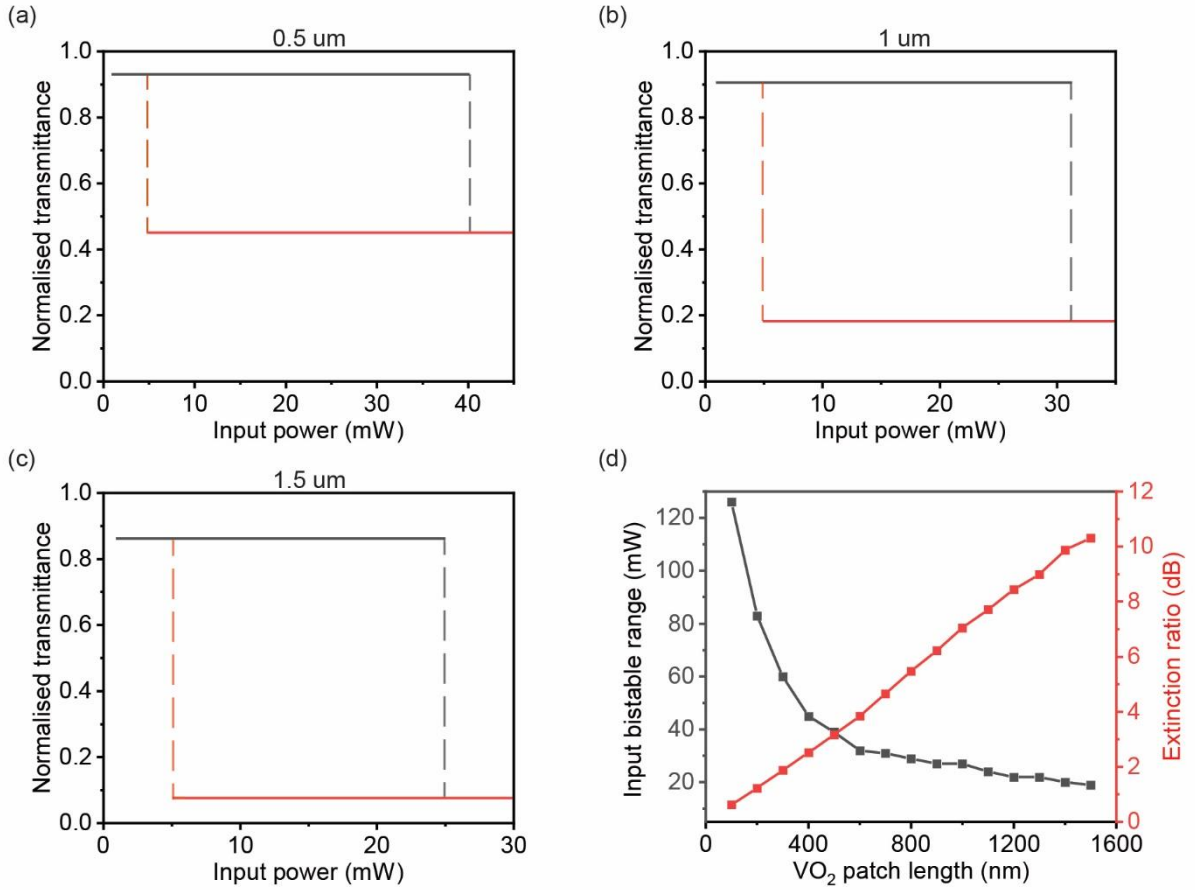 (a)
0.5 um
Normalised transmittance
1.0
0.8
0.6
0.4
0.2
0.0
0 10 20 30 40
Input power (mW)
(b)
1 um
Normalised transmittance
1.0
0.8
0.6
0.4
0.2
0.0
0 10 20 30
Input power (mW)
(c)
1.5 um
Normalised transmittance
1.0
0.8
0.6
0.4
0.2
0.0
0 10 20 30
Input power (mW)
(d)
Input bistable range (mW)
120
100
80
60
40
20
0 400 800 1200 1600
VO₂ patch length (nm)
12
10
8
6
4
2
0
Extinction ratio (dB)